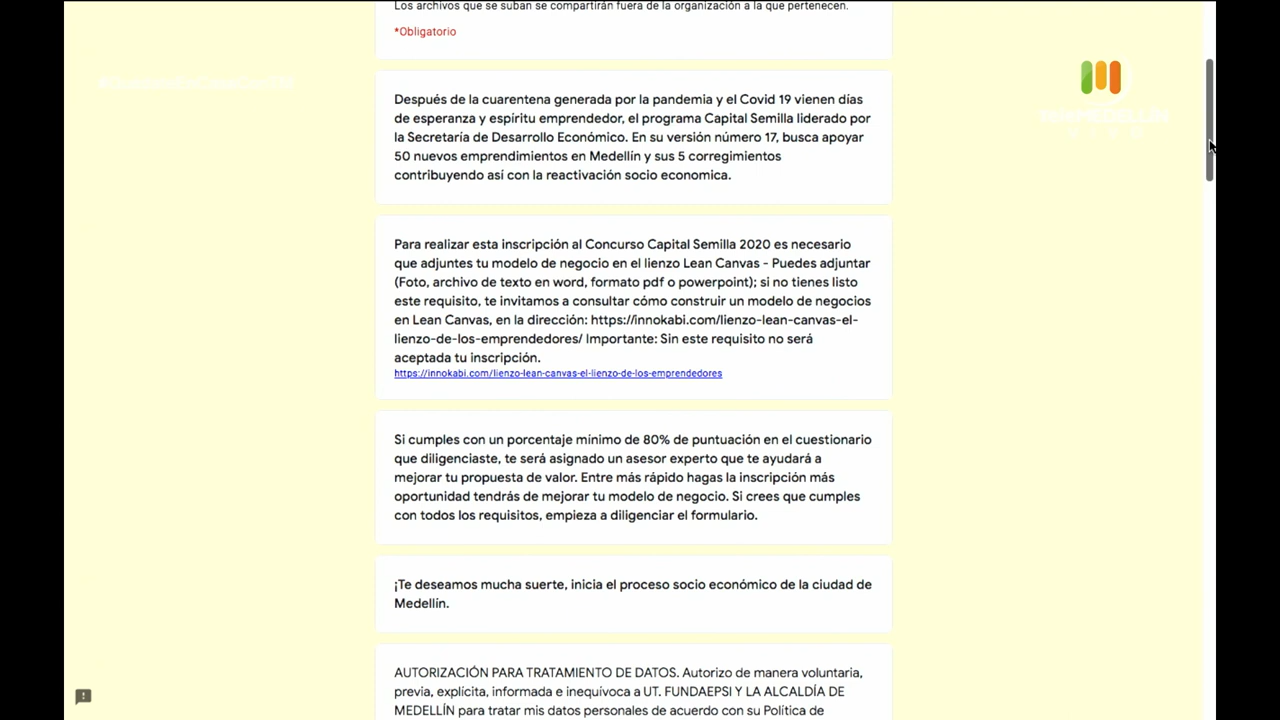 Los archivos que se suban se compartirán fuera de la organización a la que pertenecen.
*Obligatorio
Después de la cuarentena generada por la pandemia y el Covid 19 vienen días
de esperanza y espíritu emprendedor, el programa Capital Semilla liderado por
la Secretaría de Desarrollo Económico. En su versión número 17, busca apoyar
50 nuevos emprendimientos en Medellín y sus 5 corregimientos
contribuyendo así con la reactivación socio economica.
Para realizar esta inscripción al Concurso Capital Semilla 2020 es necesario
que adjuntes tu modelo de negocio en el lienzo Lean Canvas - Puedes adjuntar
(Foto, archivo de texto en word, formato pdf o powerpoint); si no tienes listo
este requisito, te invitamos a consultar cómo construir un modelo de negocios
en Lean Canvas, en la dirección: https://innokabi.com/lienzo-lean-canvas-el-
lienzo-de-los-emprendedores/ Importante: Sin este requisito no será
aceptada tu inscripción.
https://innokabi.com/lienzo-lean-canvas-el-lienzo-de-los-emprendedores
Si cumples con un porcentaje mínimo de 80% de puntuación en el cuestionario
que diligenciaste, te será asignado un asesor experto que te ayudará a
mejorar tu propuesta de valor. Entre más rápido hagas la inscripción más
oportunidad tendrás de mejorar tu modelo de negocio. Si crees que cumples
con todos los requisitos, empieza a diligenciar el formulario.
¡Te deseamos mucha suerte, inicia el proceso socio económico de la ciudad de
Medellín.
AUTORIZACIÓN PARA TRATAMIENTO DE DATOS. Autorizo de manera voluntaria,
previa, explícita, informada e inequívoca a UT. FUNDAEPSI Y LA ALCALDÍA DE
MEDELLÍN para tratar mis datos personales de acuerdo con su Política de